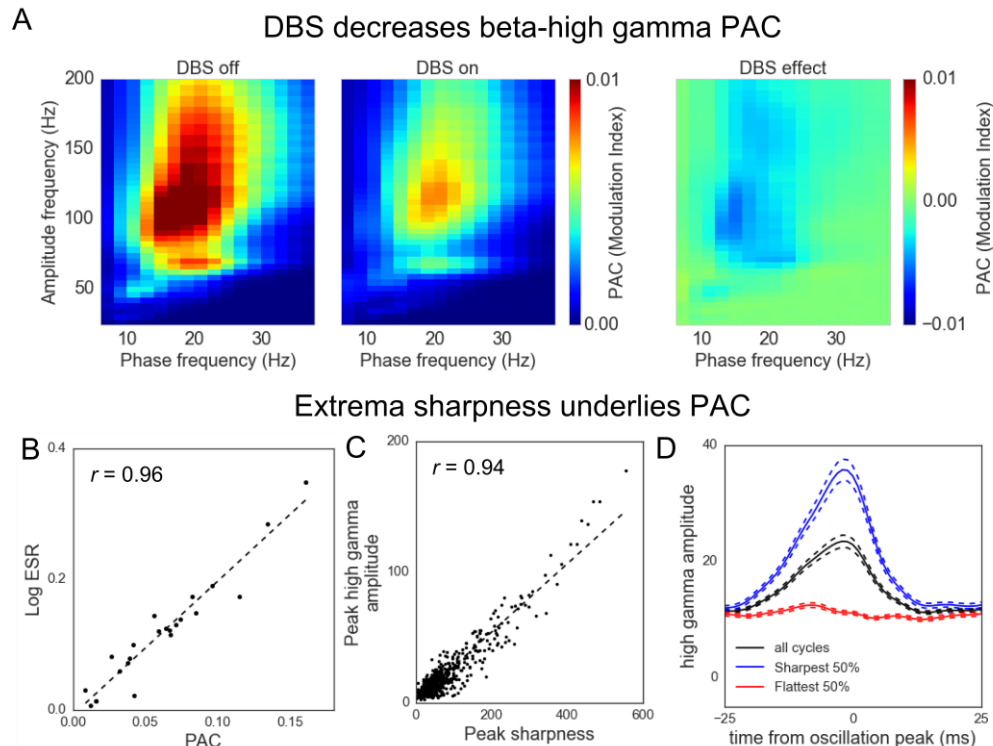 A
DBS decreases beta-high gamma PAC
DBS off
DBS on
DBS effect
Amplitude frequency (Hz)
200
150
100
50
10
20
30
Phase frequency (Hz)
10
20
30
Phase frequency (Hz)
0.01
0.00
PAC (Modulation Index)
10
20
30
Phase frequency (Hz)
0.01
0.00
−0.01
PAC (Modulation Index)
Extrema sharpness underlies PAC
B
r = 0.96
Log ESR
0.4
0.2
0.0
0.00
0.05
0.10
0.15
PAC
C
r = 0.94
Peak high gamma
amplitude
200
100
0
0
200
400
600
Peak sharpness
D
high gamma amplitude
40
20
0
all cycles
Sharpest 50%
Flattest 50%
−25
0
25
time from oscillation peak (ms)